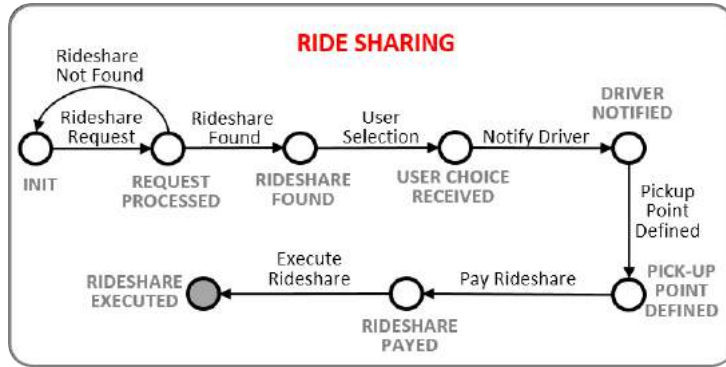 RIDE SHARING
Rideshare
Not Found
Rideshare
Request
Rideshare
Found
User
Selection
Notify Driver
DRIVER
NOTIFIED
INIT
REQUEST
PROCESSED
RIDESHARE
FOUND
USER CHOICE
RECEIVED
Pickup
Point
Defined
Execute
Rideshare
Pay Rideshare
RIDESHARE
EXECUTED
RIDESHARE
PAYED
PICK-UP
POINT
DEFINED